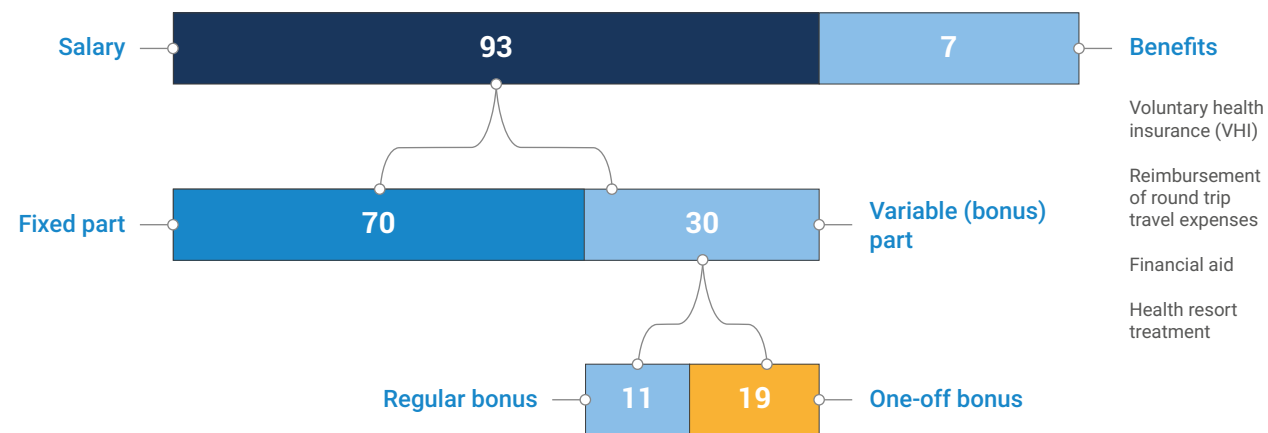 Salary
93
7
Benefits
Voluntary health
insurance (VHI)
Reimbursement
of round trip
travel expenses
Financial aid
Health resort
treatment
Fixed part
70
30
Variable (bonus)
part
Regular bonus
11
19
One-off bonus